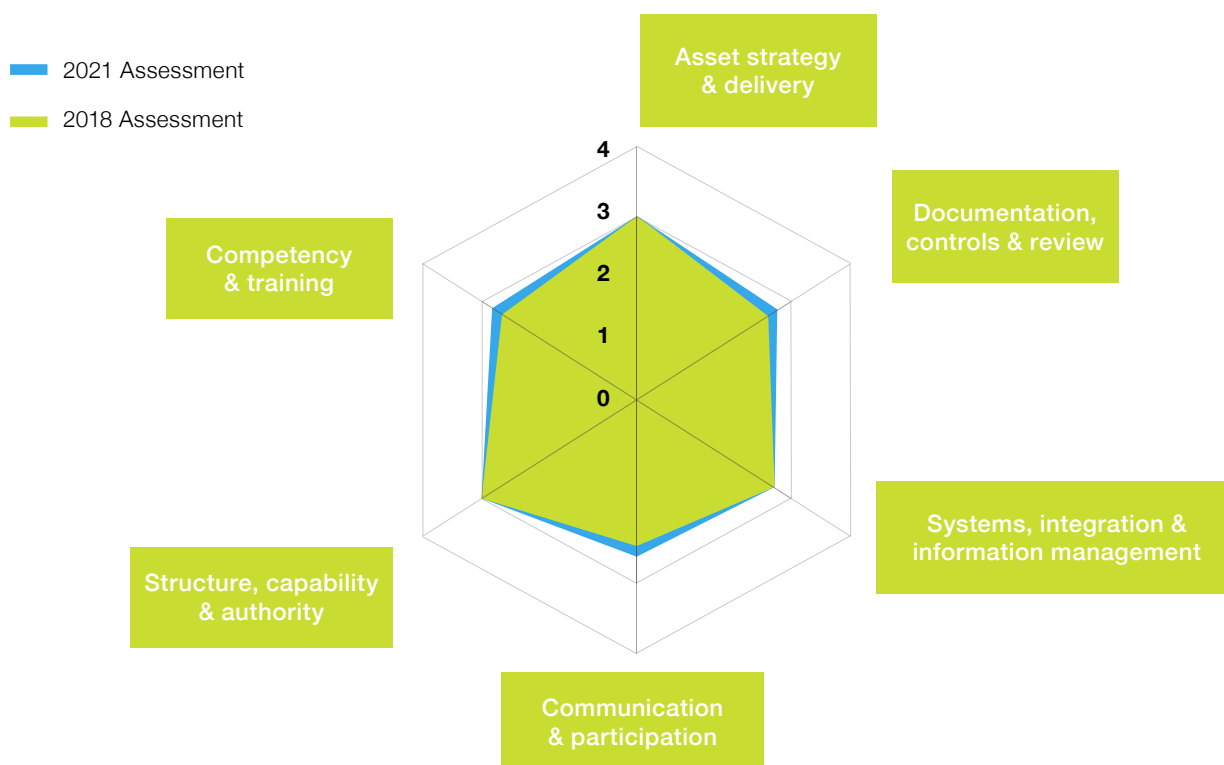 2021 Assessment
2018 Assessment
Asset strategy
& delivery
Documentation,
controls & review
Systems, integration &
information management
Communication
& participation
Structure, capability
& authority
Competency
& training
4
3
2
1
0